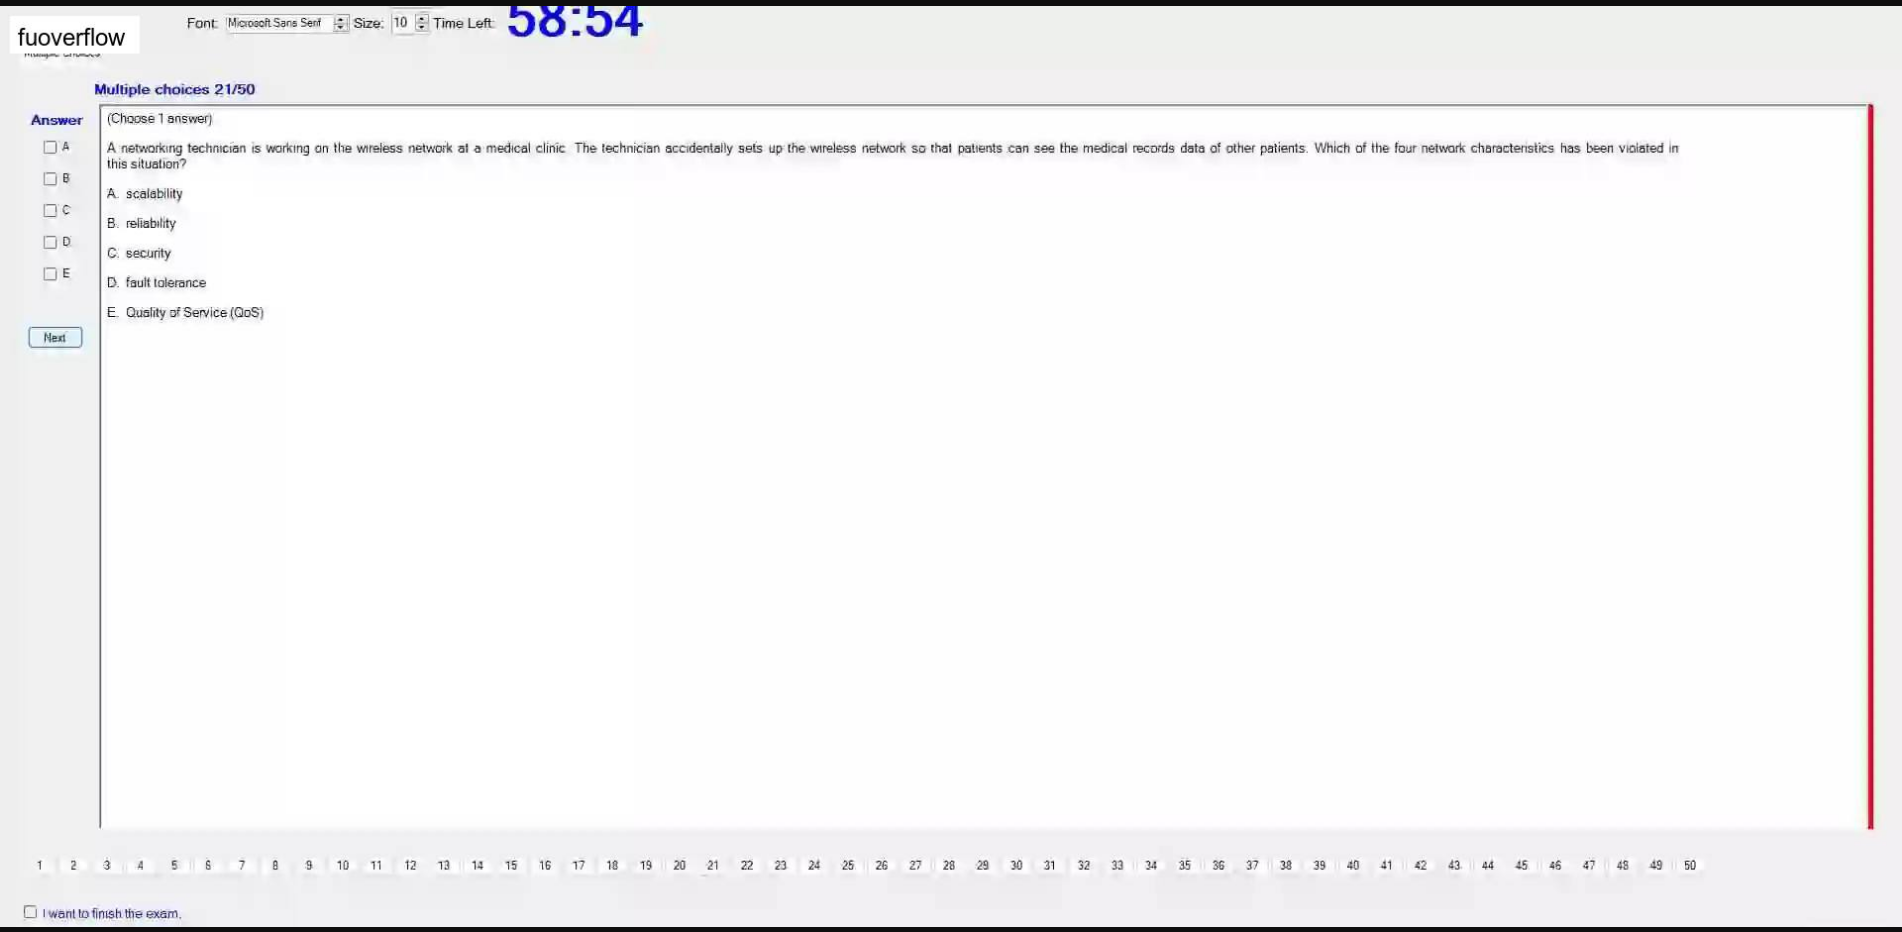 Font: Microsoft Sans Serif Size: 10 Time Left: 58:54
fuoverflow
Multiple choices
Multiple choices 21/50
Answer
(Choose 1 answer)
A
A networking technician is working on the wireless network at a medical clinic. The technician accidentally sets up the wireless network so that patients can see the medical records data of other patients. Which of the four network characteristics has been violated in
this situation?
B
A. scalability
C
B. reliability
D
C. security
E
D. fault tolerance
E. Quality of Service (QoS)
Next
1 2 3 4 5 6 7 8 9 10 11 12 13 14 15 16 17 18 19 20 21 22 23 24 25 26 27 28 29 30 31 32 33 34 35 36 37 38 39 40 41 42 43 44 45 46 47 48 49 50
I want to finish the exam.